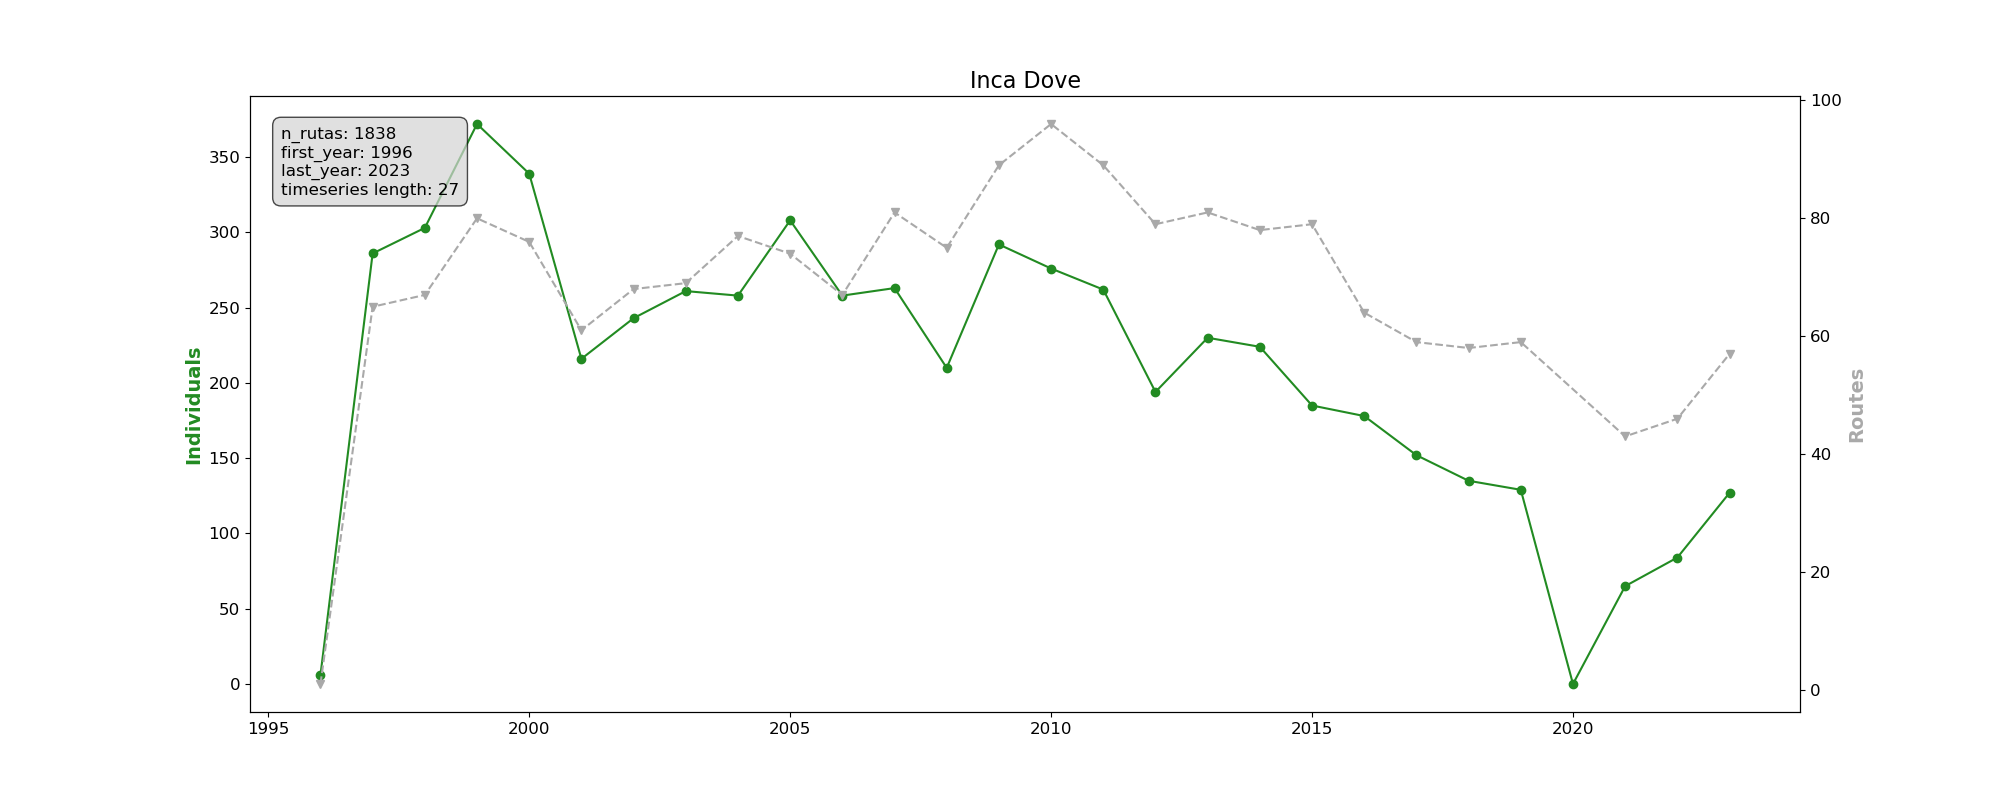 Inca Dove
n_rutas: 1838
first_year: 1996
last_year: 2023
timeseries length: 27
Individuals
350
300
250
200
150
100
50
0
100
80
60
40
20
0
Routes
1995 2000 2005 2010 2015 2020